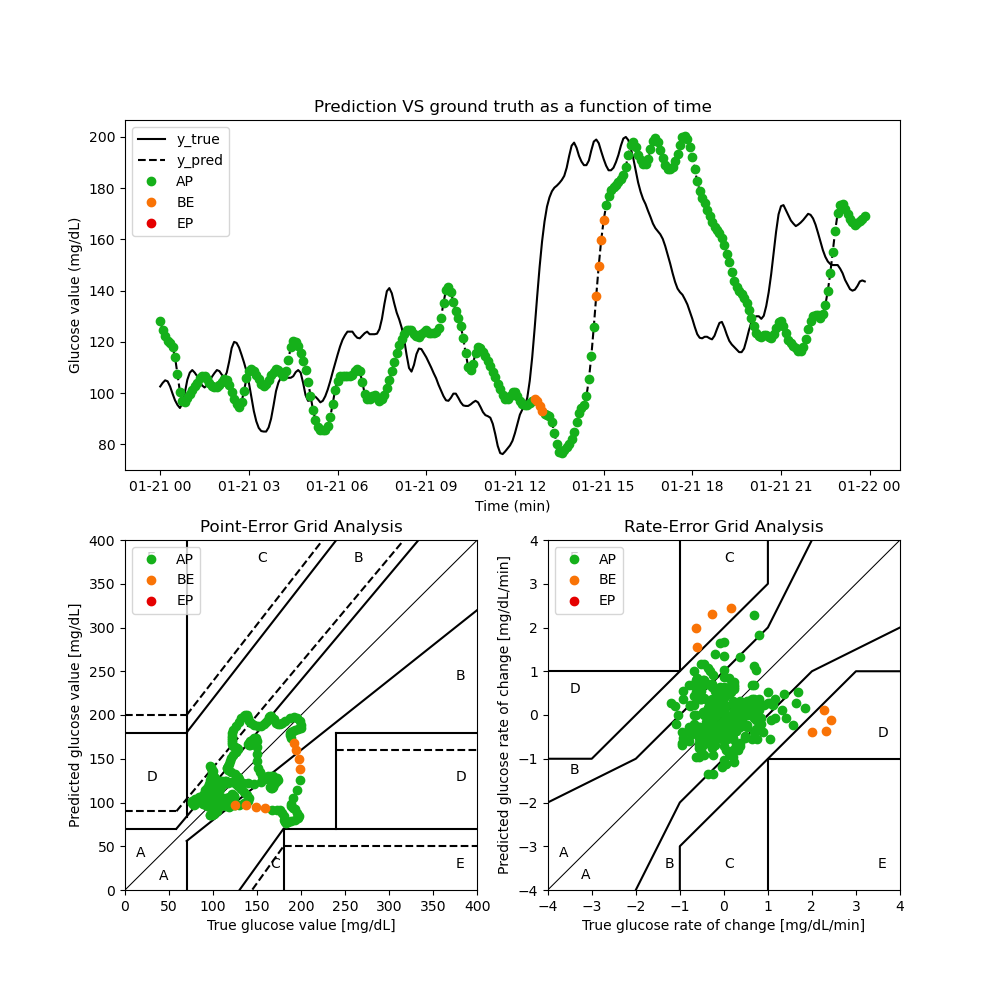 Prediction VS ground truth as a function of time
Glucose value (mg/dL)
200
180
160
140
120
100
80
y_true
y_pred
AP
BE
EP
01-21 00 01-21 03 01-21 06 01-21 09 01-21 12 01-21 15 01-21 18 01-21 21 01-22 00
Time (min)
Point-Error Grid Analysis
Predicted glucose value [mg/dL]
400
350
300
250
200
150
100
50
0
AP
BE
EP
C B
B
D D
A
A C E
0 50 100 150 200 250 300 350 400
True glucose value [mg/dL]
Rate-Error Grid Analysis
Predicted glucose rate of change [mg/dL/min]
4
3
2
1
0
−1
−2
−3
−4
AP
BE
EP
C
D
D
B
A
A B C E
−4 −3 −2 −1 0 1 2 3 4
True glucose rate of change [mg/dL/min]